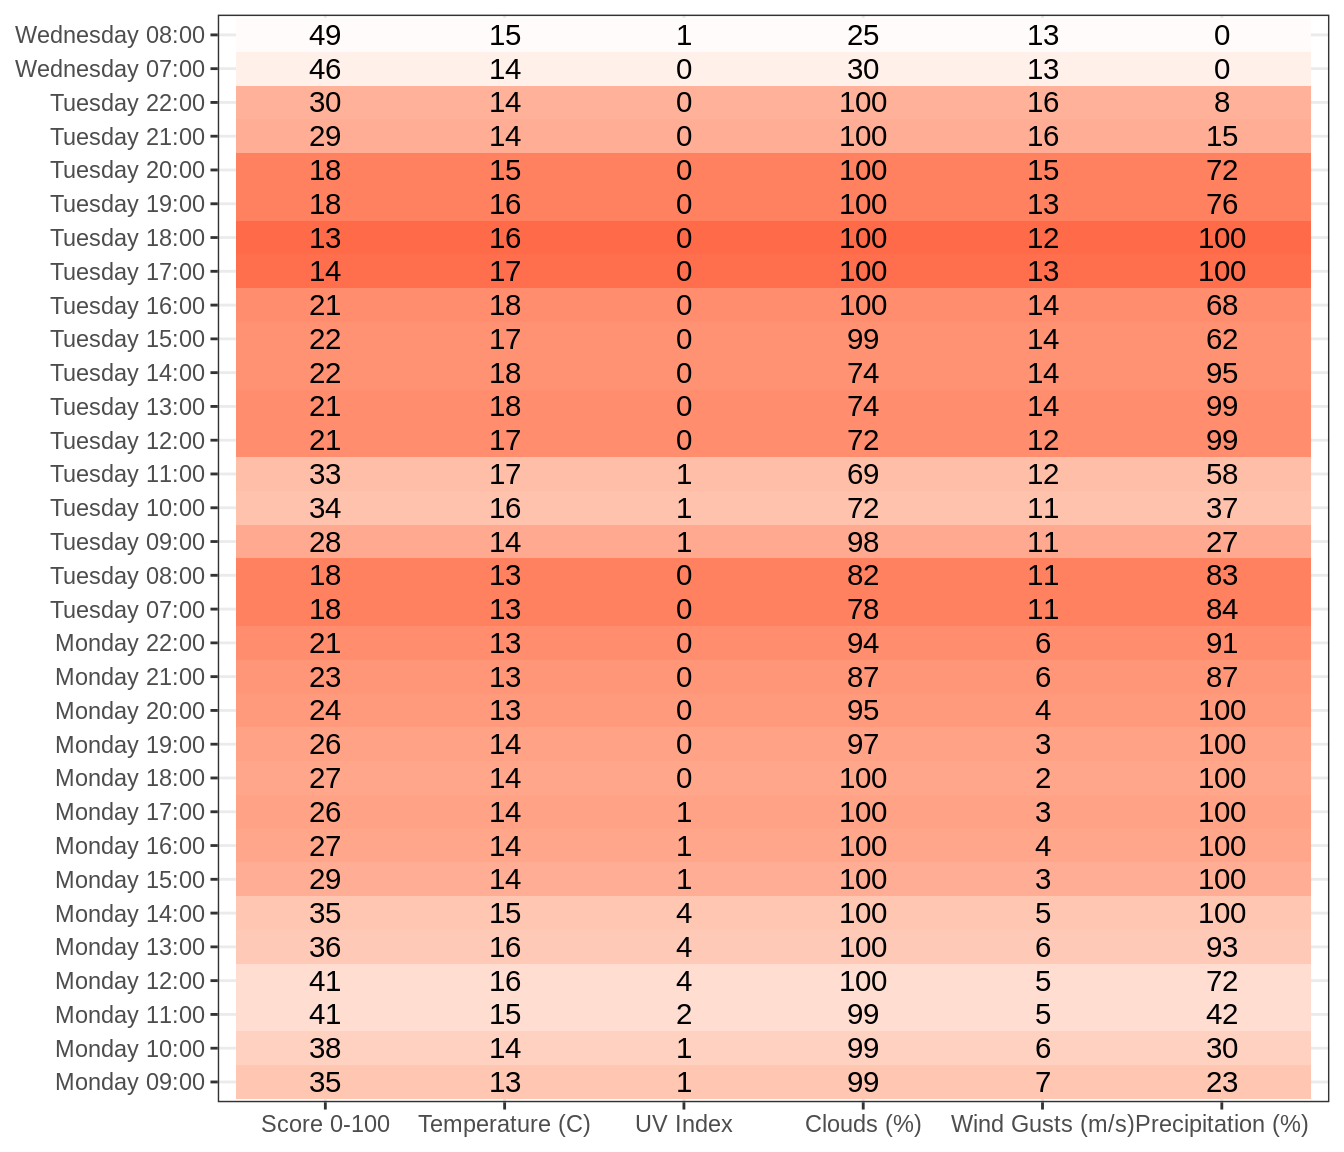 Wednesday 08:00 49 15 1 25 13 0
Wednesday 07:00 46 14 0 30 13 0
Tuesday 22:00 30 14 0 100 16 8
Tuesday 21:00 29 14 0 100 16 15
Tuesday 20:00 18 15 0 100 15 72
Tuesday 19:00 18 16 0 100 13 76
Tuesday 18:00 13 16 0 100 12 100
Tuesday 17:00 14 17 0 100 13 100
Tuesday 16:00 21 18 0 100 14 68
Tuesday 15:00 22 17 0 99 14 62
Tuesday 14:00 22 18 0 74 14 95
Tuesday 13:00 21 18 0 74 14 99
Tuesday 12:00 21 17 0 72 12 99
Tuesday 11:00 33 17 1 69 12 58
Tuesday 10:00 34 16 1 72 11 37
Tuesday 09:00 28 14 1 98 11 27
Tuesday 08:00 18 13 0 82 11 83
Tuesday 07:00 18 13 0 78 11 84
Monday 22:00 21 13 0 94 6 91
Monday 21:00 23 13 0 87 6 87
Monday 20:00 24 13 0 95 4 100
Monday 19:00 26 14 0 97 3 100
Monday 18:00 27 14 0 100 2 100
Monday 17:00 26 14 1 100 3 100
Monday 16:00 27 14 1 100 4 100
Monday 15:00 29 14 1 100 3 100
Monday 14:00 35 15 4 100 5 100
Monday 13:00 36 16 4 100 6 93
Monday 12:00 41 16 4 100 5 72
Monday 11:00 41 15 2 99 5 42
Monday 10:00 38 14 1 99 6 30
Monday 09:00 35 13 1 99 7 23
Score 0-100 Temperature (C) UV Index Clouds (%) Wind Gusts (m/s) Precipitation (%)